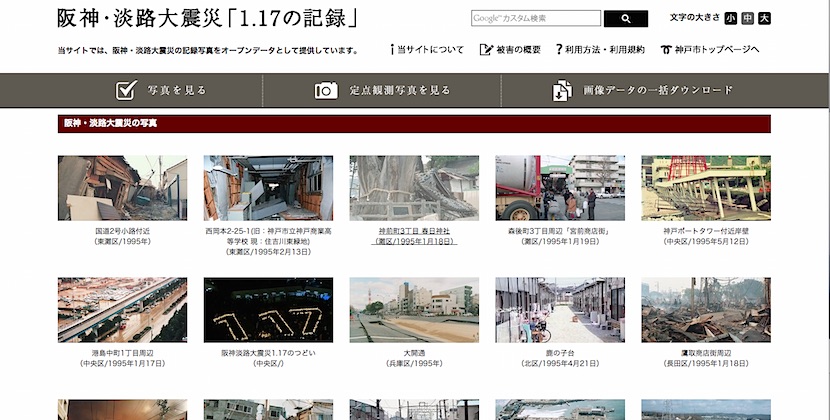 阪神・淡路大震災「1.17の記録」
Google™ カスタム検索
文字の大きさ 小 中 大
当サイトでは、阪神・淡路大震災の記録写真をオープンデータとして提供しています。
当サイトについて
被害の概要
利用方法・利用規約
神戸市トップページへ
写真を見る
定点観測写真を見る
画像データの一括ダウンロード
阪神・淡路大震災の写真
国道2号小路付近
（東灘区/1995年）
西岡本2-25-1(旧：神戸市立神戸商業高
等学校 現：住吉川東緑地)
（東灘区/1995年2月13日）
神前町3丁目 春日神社
（灘区/1995年1月18日）
森後町3丁目周辺「宮前商店街」
（灘区/1995年1月19日）
神戸ポートタワー付近岸壁
（中央区/1995年5月12日）
港島中町1丁目周辺
（中央区/1995年1月17日）
1.17
阪神淡路大震災1.17のつどい
（中央区/）
大開通
（兵庫区/1995年）
鹿の子台
（北区/1995年4月21日）
鷹取商店街周辺
（長田区/1995年1月18日）